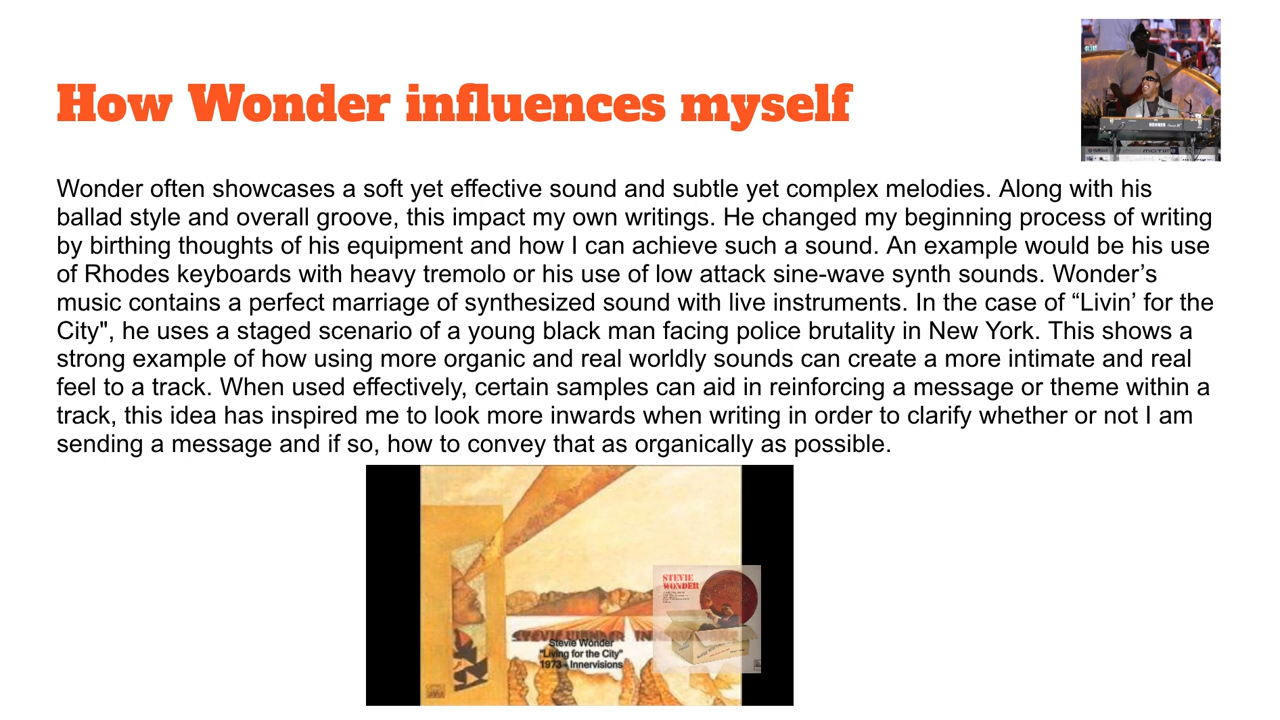 How Wonder influences myself
Wonder often showcases a soft yet effective sound and subtle yet complex melodies. Along with his
ballad style and overall groove, this impact my own writings. He changed my beginning process of writing
by birthing thoughts of his equipment and how I can achieve such a sound. An example would be his use
of Rhodes keyboards with heavy tremolo or his use of low attack sine-wave synth sounds. Wonder’s
music contains a perfect marriage of synthesized sound with live instruments. In the case of “Livin’ for the
City", he uses a staged scenario of a young black man facing police brutality in New York. This shows a
strong example of how using more organic and real worldly sounds can create a more intimate and real
feel to a track. When used effectively, certain samples can aid in reinforcing a message or theme within a
track, this idea has inspired me to look more inwards when writing in order to clarify whether or not I am
sending a message and if so, how to convey that as organically as possible.
STEVIE
WONDER
STEVIE WONDER INNERVISIONS
Stevie Wonder
"Living for the City"
1973 - Innervisions
MOTIF